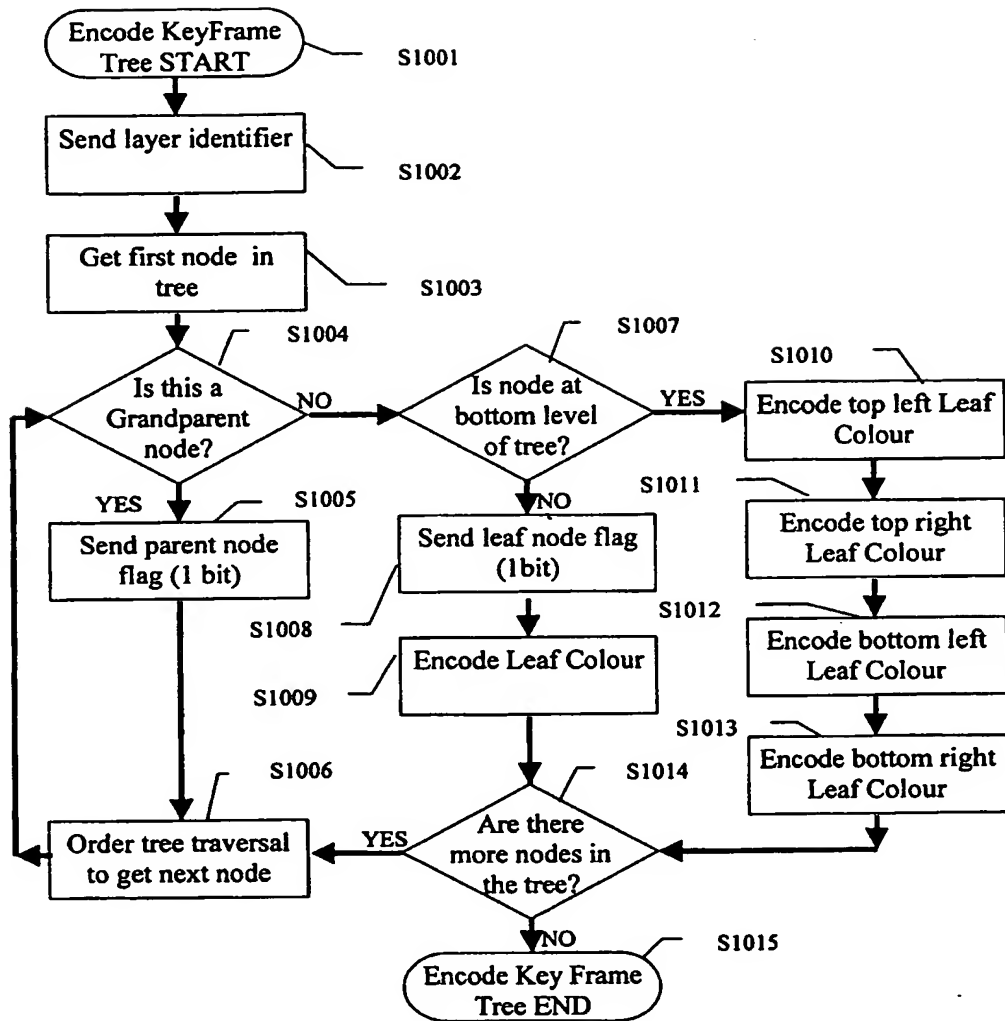 Encode KeyFrame
Tree START
S1001
Send layer identifier
S1002
Get first node in
tree
S1003
S1004
Is this a
Grandparent
node?
NO
YES
S1005
Send parent node
flag (1 bit)
S1006
Order tree traversal
to get next node
S1007
Is node at
bottom level
of tree?
YES
NO
Send leaf node flag
(1bit)
S1008
Encode Leaf Colour
S1009
S1010
Encode top left Leaf
Colour
S1011
Encode top right
Leaf Colour
S1012
Encode bottom left
Leaf Colour
S1013
Encode bottom right
Leaf Colour
S1014
Are there
more nodes in
the tree?
YES
NO
S1015
Encode Key Frame
Tree END